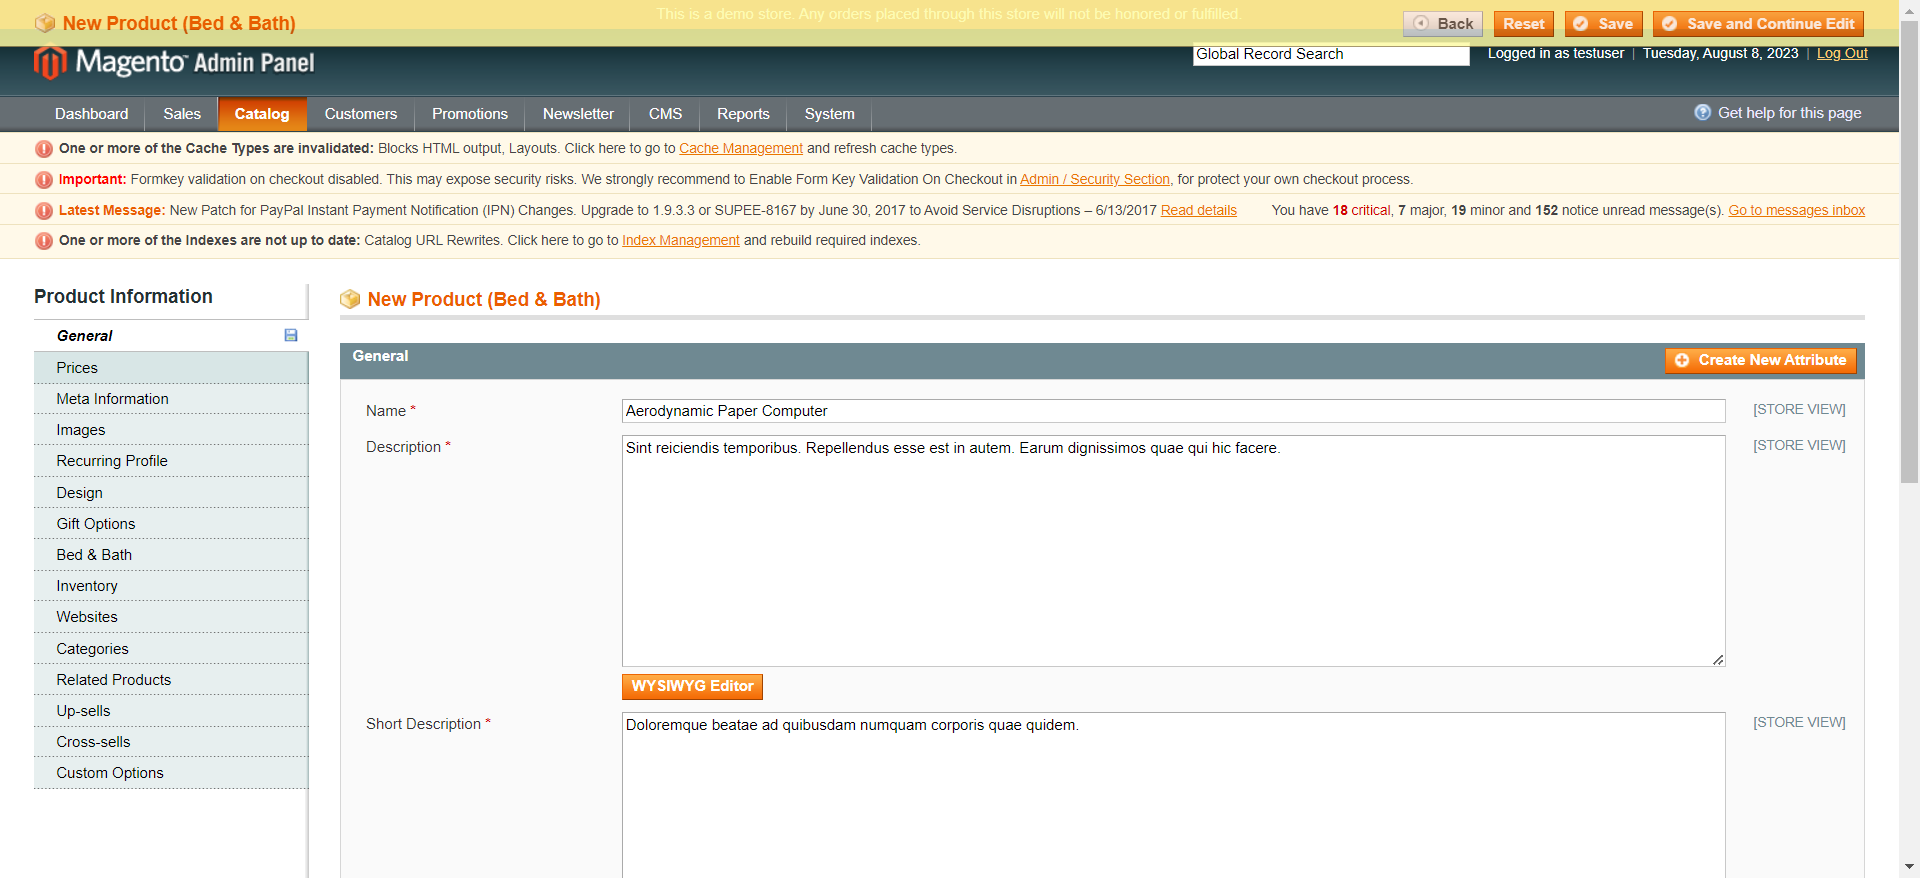 This is a demo store. Any orders placed through this store will not be honored or fulfilled.
New Product (Bed & Bath)
Back
Reset
Save
Save and Continue Edit
Magento Admin Panel
Global Record Search
Logged in as testuser | Tuesday, August 8, 2023 | Log Out
Dashboard
Sales
Catalog
Customers
Promotions
Newsletter
CMS
Reports
System
Get help for this page
One or more of the Cache Types are invalidated: Blocks HTML output, Layouts. Click here to go to Cache Management and refresh cache types.
Important: Formkey validation on checkout disabled. This may expose security risks. We strongly recommend to Enable Form Key Validation On Checkout in Admin / Security Section, for protect your own checkout process.
Latest Message: New Patch for PayPal Instant Payment Notification (IPN) Changes. Upgrade to 1.9.3.3 or SUPEE-8167 by June 30, 2017 to Avoid Service Disruptions – 6/13/2017 Read details
You have 18 critical, 7 major, 19 minor and 152 notice unread message(s). Go to messages inbox
One or more of the Indexes are not up to date: Catalog URL Rewrites. Click here to go to Index Management and rebuild required indexes.
Product Information
General
Prices
Meta Information
Images
Recurring Profile
Design
Gift Options
Bed & Bath
Inventory
Websites
Categories
Related Products
Up-sells
Cross-sells
Custom Options
New Product (Bed & Bath)
General
Create New Attribute
Name *
Aerodynamic Paper Computer
[STORE VIEW]
Description *
Sint reiciendis temporibus. Repellendus esse est in autem. Earum dignissimos quae qui hic facere.
[STORE VIEW]
WYSIWYG Editor
Short Description *
Doloremque beatae ad quibusdam numquam corporis quae quidem.
[STORE VIEW]